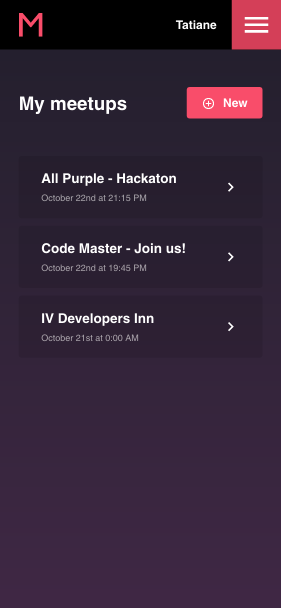 M
Tatiane
My meetups
New
All Purple - Hackaton
October 22nd at 21:15 PM
Code Master - Join us!
October 22nd at 19:45 PM
IV Developers Inn
October 21st at 0:00 AM